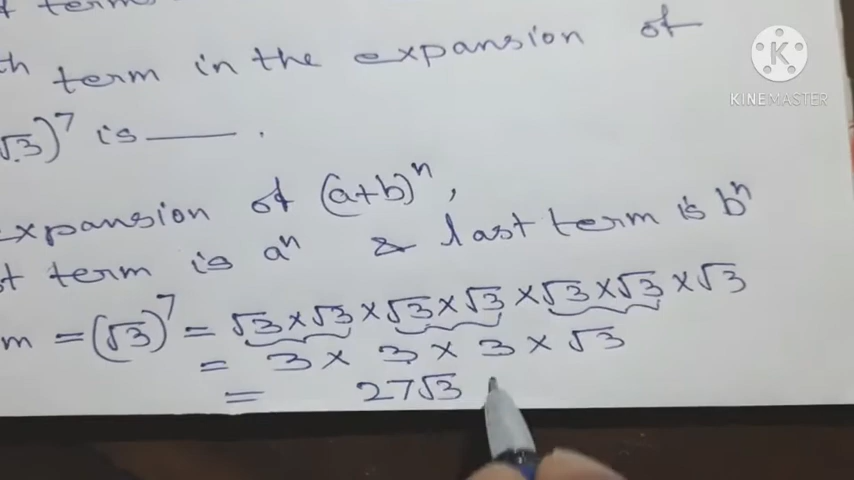 term in the expansion of
√3)⁷ is ____ .
expansion of (a+b)ⁿ,
term is aⁿ & last term is bⁿ
= (√3)⁷ = √3×√3×√3×√3×√3×√3×√3
= 3 × 3 × 3 × √3
= 27√3
KINEMASTER